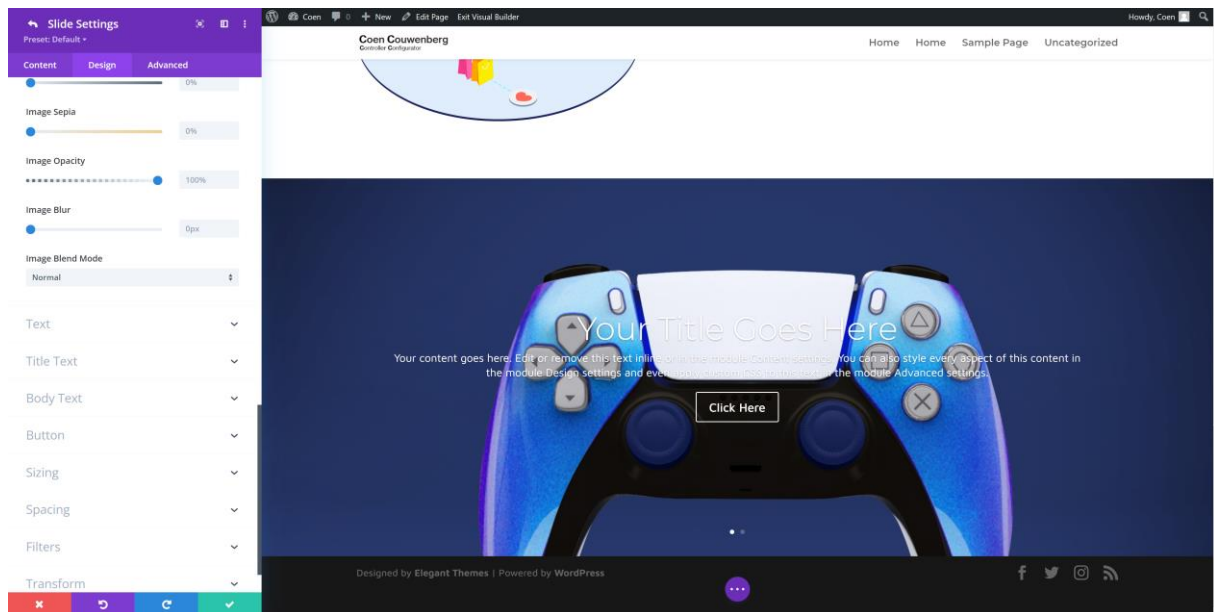 Slide Settings
Preset: Default
Content Design Advanced
0%
Image Sepia
0%
Image Opacity
100%
Image Blur
0px
Image Blend Mode
Normal
Text
Title Text
Body Text
Button
Sizing
Spacing
Filters
Transform
Coen 0 + New Edit Page Exit Visual Builder
Howdy, Coen
Coen Couwenberg
Controller Configurator
Home Home Sample Page Uncategorized
Your Title Goes Here
Your content goes here. Edit or remove this text inline or in the module Content settings. You can also style every aspect of this content in
the module Design settings and even apply custom CSS to this text in the module Advanced settings.
Click Here
Designed by Elegant Themes | Powered by WordPress